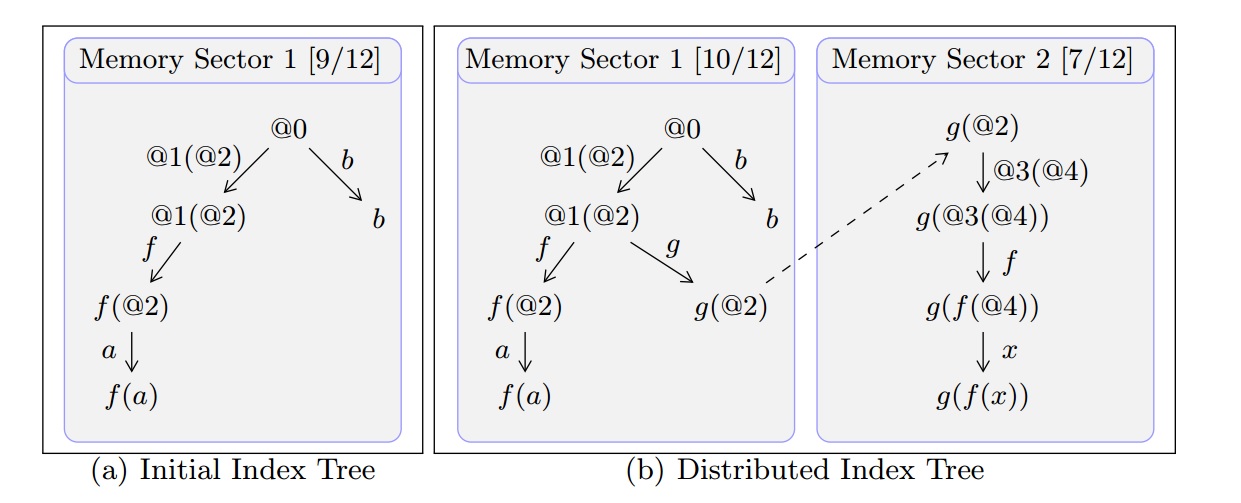 Memory Sector 1 [9/12]
@0
@1(@2)
b
@1(@2)
b
f
f(@2)
a
f(a)
(a) Initial Index Tree
Memory Sector 1 [10/12]
@0
@1(@2)
b
@1(@2)
b
f
g
f(@2)
g(@2)
a
f(a)
Memory Sector 2 [7/12]
g(@2)
@3(@4)
g(@3(@4))
f
g(f(@4))
x
g(f(x))
(b) Distributed Index Tree